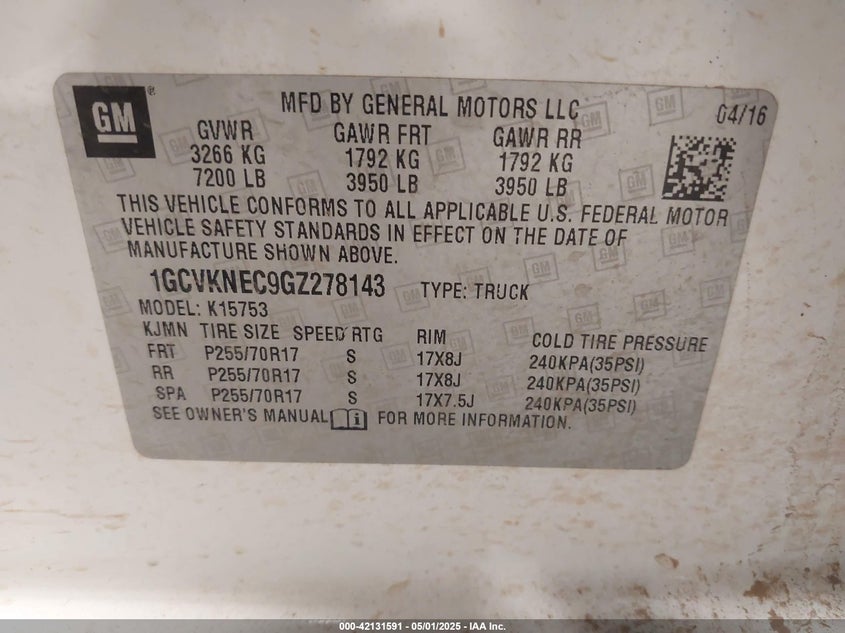 GM ®
MFD BY GENERAL MOTORS LLC 04/16
GVWR GAWR FRT GAWR RR
3266 KG 1792 KG 1792 KG
7200 LB 3950 LB 3950 LB
THIS VEHICLE CONFORMS TO ALL APPLICABLE U.S. FEDERAL MOTOR
VEHICLE SAFETY STANDARDS IN EFFECT ON THE DATE OF
MANUFACTURE SHOWN ABOVE.
1GCVKNEC9GZ278143 TYPE: TRUCK
MODEL: K15753
KJMN TIRE SIZE SPEED RTG RIM COLD TIRE PRESSURE
FRT P255/70R17 S 17X8J 240KPA(35PSI)
RR P255/70R17 S 17X8J 240KPA(35PSI)
SPA P255/70R17 S 17X7.5J 240KPA(35PSI)
SEE OWNER'S MANUAL FOR MORE INFORMATION.
000-42131591 - 05/01/2025 - IAA Inc.